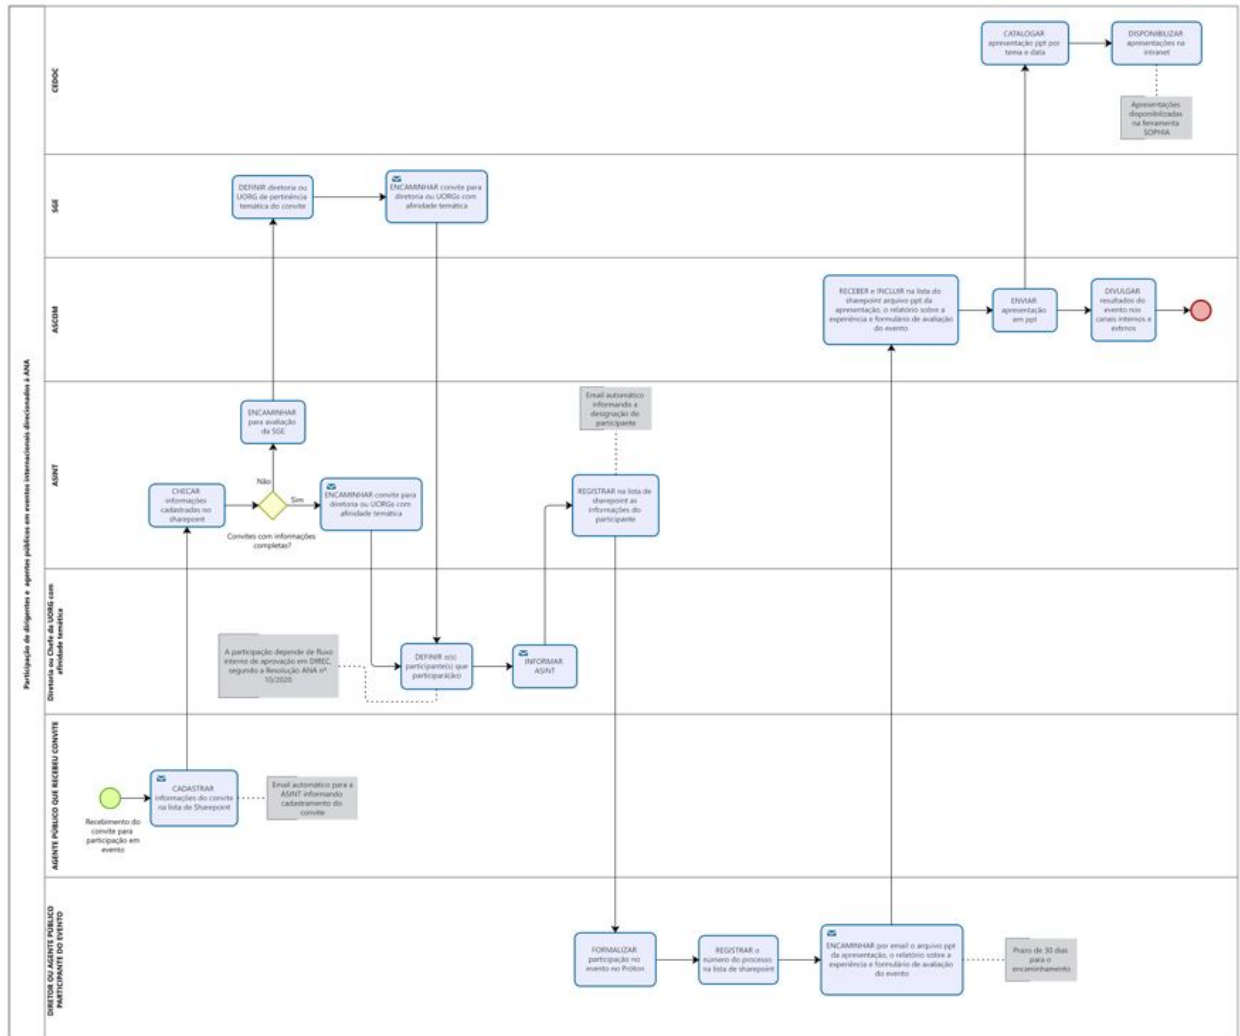 Participação de dirigentes e agentes públicos em eventos internacionais direcionados à ANA
CEDOC
CATALOGAR
apresentação ppt por
tema e data
DISPONIBILIZAR
apresentações na
intranet
Apresentações
disponibilizadas
na ferramenta
SOPHIA
SGE
DEFINIR diretoria ou
UORG de pertinência
temática do convite
ENCAMINHAR convite para
diretoria ou UORGs com
afinidade temática
ASCOM
RECEBER e INCLUIR na lista do
sharepoint arquivo ppt da
apresentação, o relatório sobre a
experiência e formulário de avaliação
do evento
ENVIAR
apresentação
em ppt
DIVULGAR
resultados do
evento nos
canais internos e
extrnos
ASINT
Email automático
informando a
designação do
participante
ENCAMINHAR
para avaliação
da SGE
Não
CHECAR
informações
cadastradas no
sharepoint
Sim
Convites com informações
completas?
ENCAMINHAR convite para
diretoria ou UORGs com
afinidade temática
REGISTRAR na lista de
sharepoint as
informações do
participante
Diretoria ou Chefe da UORG com
afinidade temática
A participação depende de fluxo
interno de aprovação em DIREC,
segundo a Resolução ANA nº
10/2020.
DEFINIR o(s)
participante(s) que
participará(ão)
INFORMAR
ASINT
AGENTE PÚBLICO QUE RECEBEU CONVITE
Recebimento do
convite para
participação em
evento
CADASTRAR
informações do convite
na lista de Sharepoint
Email automático para a
ASINT informando
cadastramento do
convite
DIRETOR OU AGENTE PÚBLICO
PARTICIPANTE DO EVENTO
FORMALIZAR
participação no
evento no Próton
REGISTRAR o
número do processo
na lista de sharepoint
ENCAMINHAR por email o arquivo ppt
da apresentação, o relatório sobre a
experiência e formulário de avaliação
do evento
Prazo de 30 dias
para o
encaminhamento